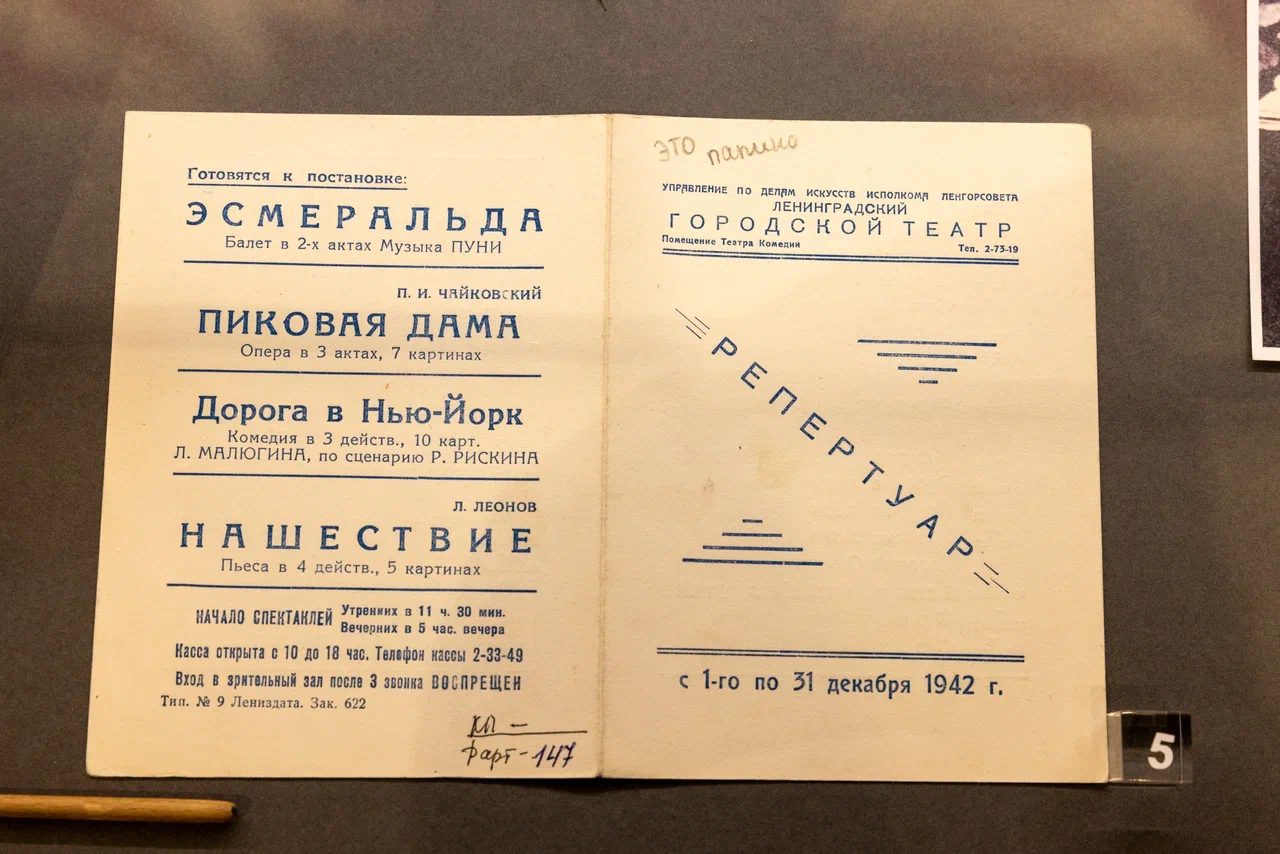 Готовятся к постановке:
ЭСМЕРАЛЬДА
Балет в 2-х актах Музыка ПУНИ
П. И. ЧАЙКОВСКИЙ
ПИКОВАЯ ДАМА
Опера в 3 актах, 7 картинах
Дорога в Нью-Йорк
Комедия в 3 действ., 10 карт.
Л. МАЛЮГИНА, по сценарию Р. РИСКИНА
Л. ЛЕОНОВ
НАШЕСТВИЕ
Пьеса в 4 действ., 5 картинах
НАЧАЛО СПЕКТАКЛЕЙ Утренних в 11 ч. 30 мин.
Вечерних в 5 час. вечера
Касса открыта с 10 до 18 час. Телефон кассы 2-33-49
Вход в зрительный зал после 3 звонка ВОСПРЕЩЕН
Тип. № 9 Лениздата. Зак. 622
КП —
Фарт-147
ЭТО папино
УПРАВЛЕНИЕ ПО ДЕЛАМ ИСКУССТВ ИСПОЛКОМА ЛЕНГОРСОВЕТА
ЛЕНИНГРАДСКИЙ
ГОРОДСКОЙ ТЕАТР
Помещение Театра Комедии Тел. 2-73-19
РЕПЕРТУАР
с 1-го по 31 декабря 1942 г.
5